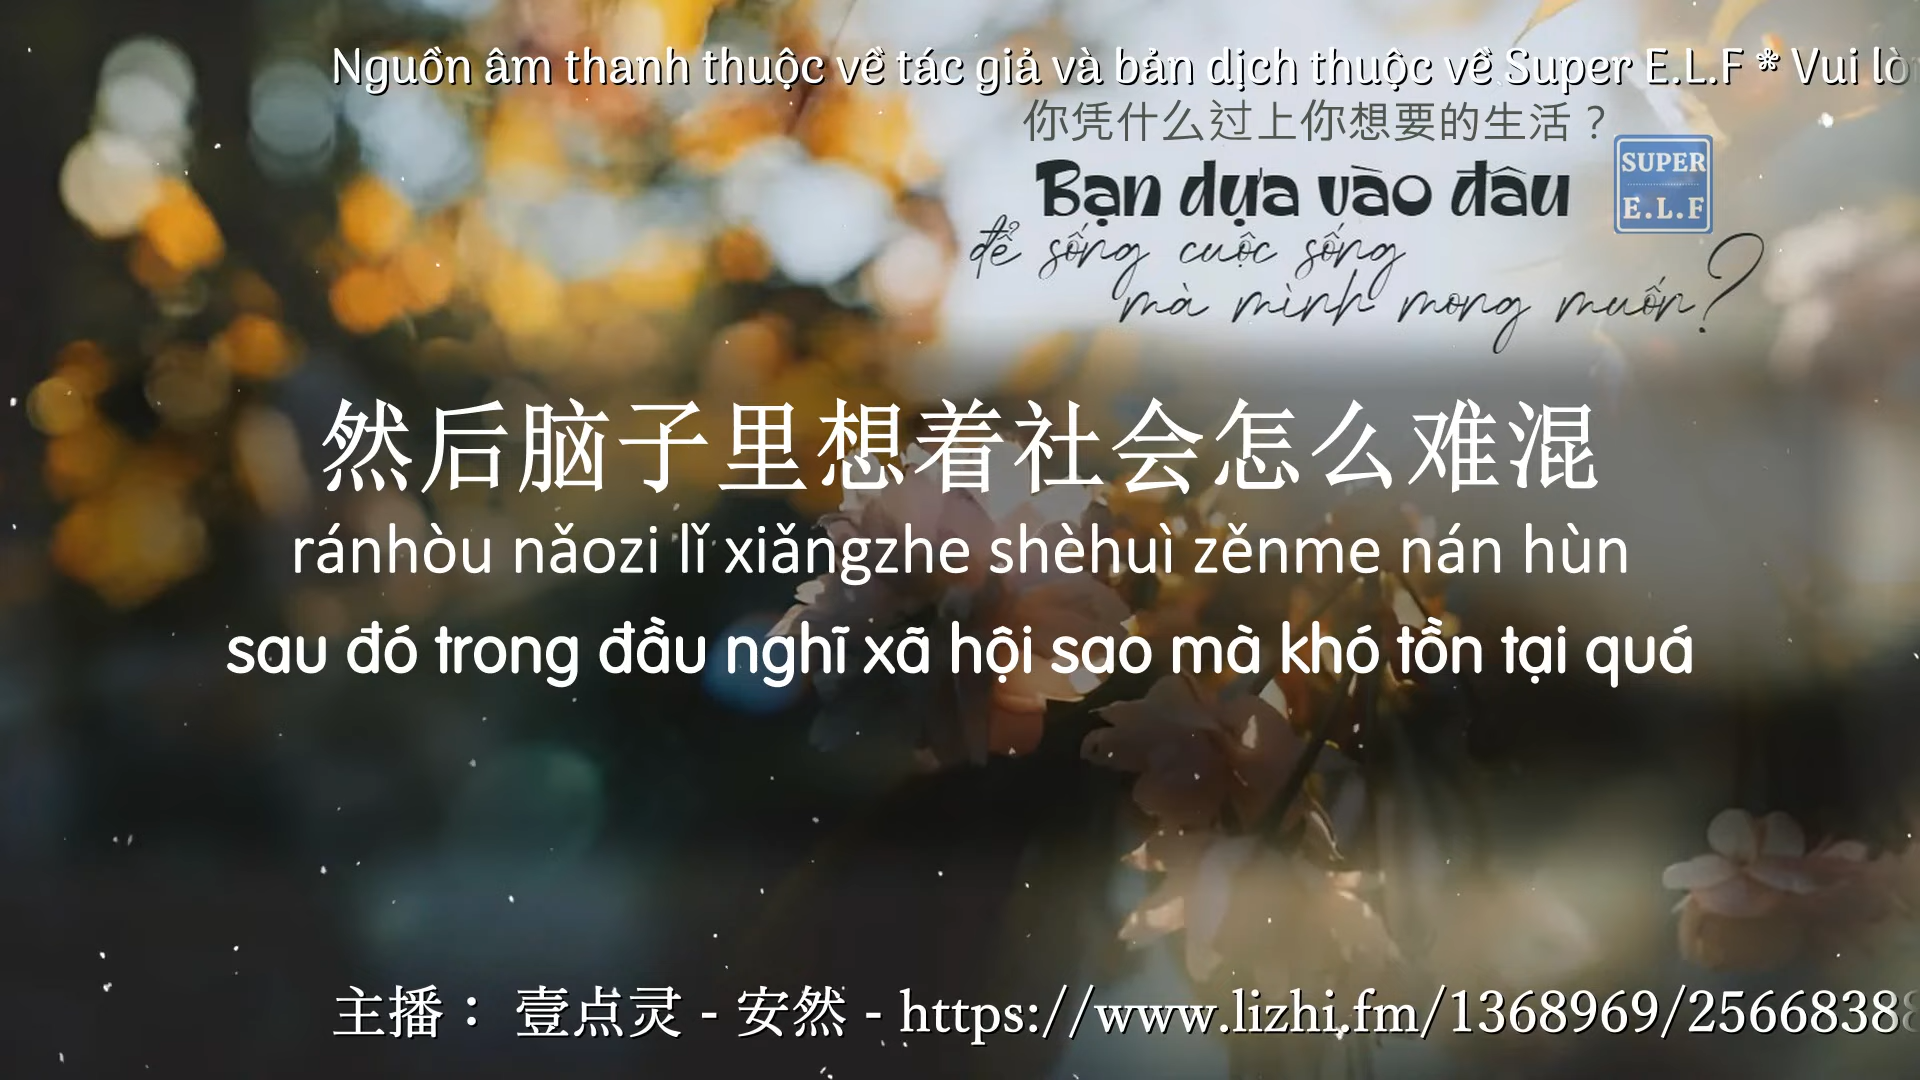 Nguồn âm thanh thuộc về tác giả và bản dịch thuộc về Super E.L.F * Vui
你凭什么过上你想要的生活？
Bạn dựa vào đâu
SUPER
E.L.F
để sống cuộc sống
mà mình mong muốn?
然后脑子里想着社会怎么难混
ránhòu nǎozi lǐ xiǎngzhe shèhuì zěnme nán hùn
sau đó trong đầu nghĩ xã hội sao mà khó tồn tại quá
主播： 壹点灵 - 安然 - https://www.lizhi.fm/1368969/2566838